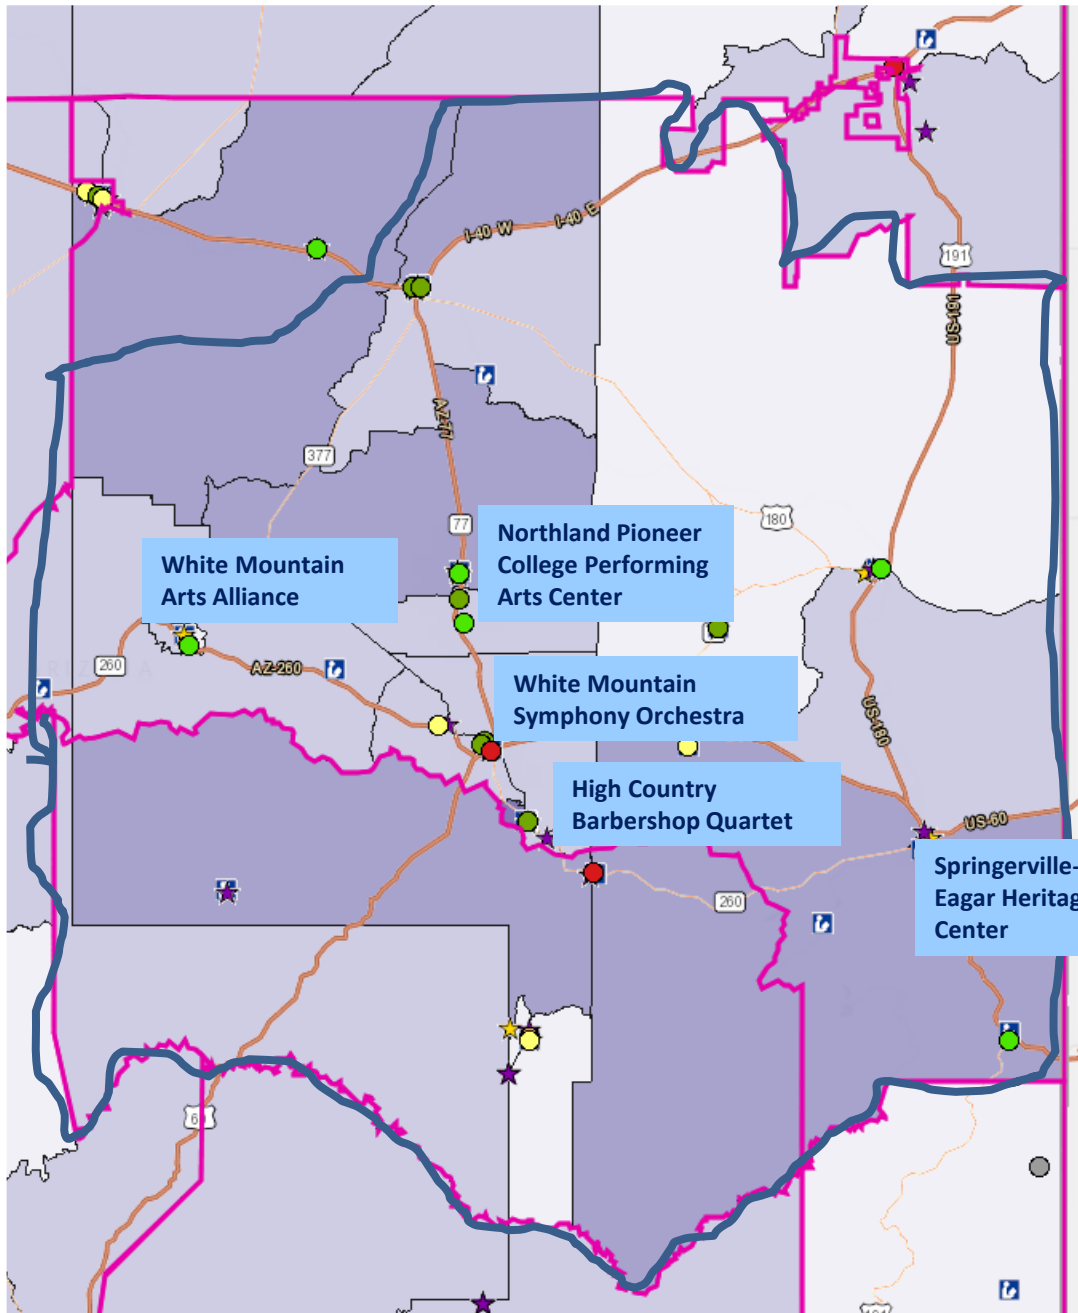 191
I-40 W
I-40 E
US-191
AZ-77
377
77
Northland Pioneer
College Performing
Arts Center
180
White Mountain
Arts Alliance
260
AZ-260
White Mountain
Symphony Orchestra
US-180
High Country
Barbershop Quartet
US-60
Springerville-
Eagar Heritag
Center
260